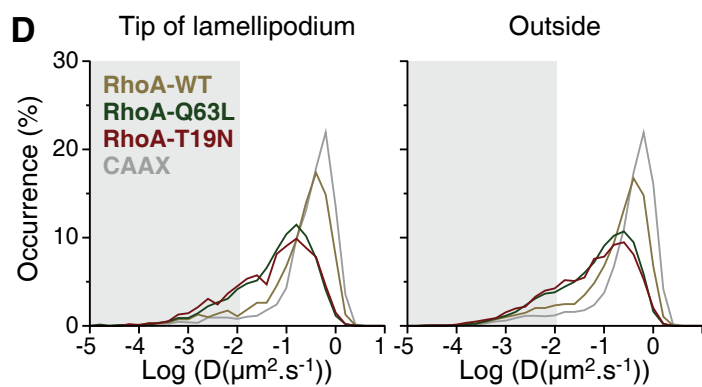 D
Tip of lamellipodium
Outside
Occurrence (%)
30
20
10
0
RhoA-WT
RhoA-Q63L
RhoA-T19N
CAAX
-5 -4 -3 -2 -1 0 1
-5 -4 -3 -2 -1 0
Log (D(µm².s⁻¹))
Log (D(µm².s⁻¹))